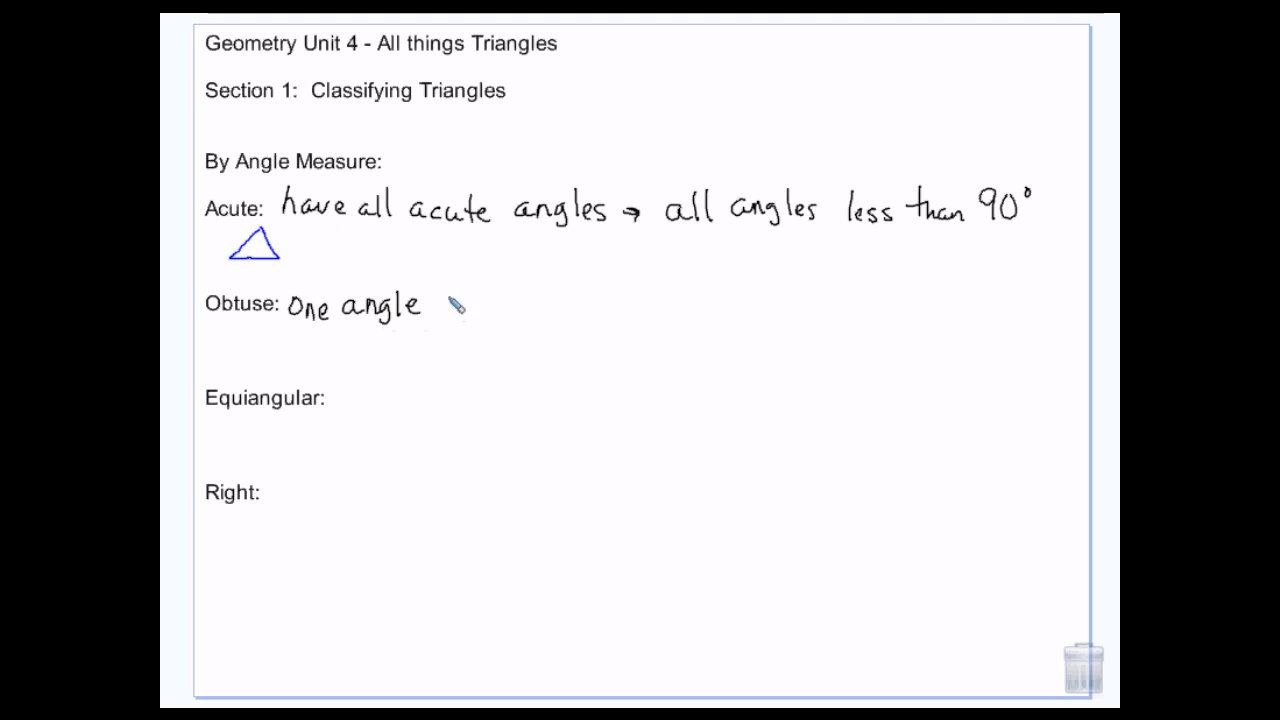 Geometry Unit 4 - All things Triangles
Section 1: Classifying Triangles
By Angle Measure:
Acute: have all acute angles → all angles less than 90°
Obtuse: One angle
Equiangular:
Right: